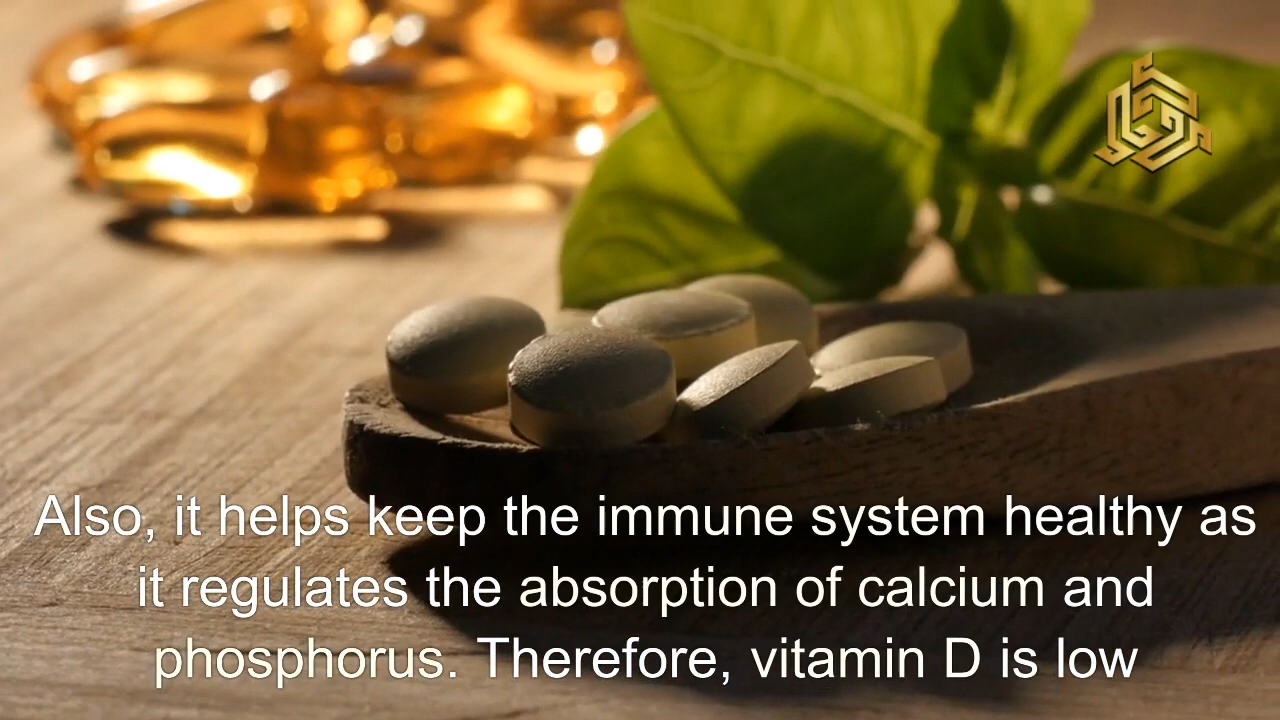 Also, it helps keep the immune system healthy as
it regulates the absorption of calcium and
phosphorus. Therefore, vitamin D is low